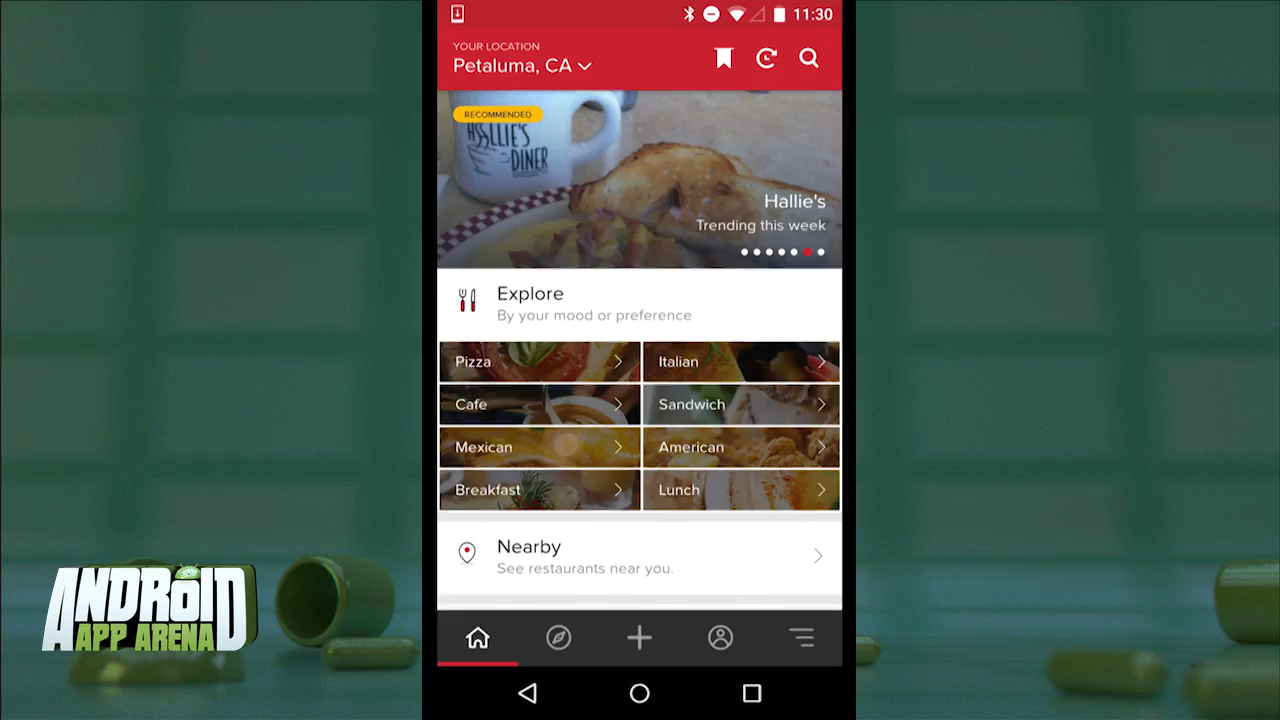 11:30
YOUR LOCATION
Petaluma, CA
RECOMMENDED
HALLIE'S
DINER
Hallie's
Trending this week
Explore
By your mood or preference
Pizza
Italian
Cafe
Sandwich
Mexican
American
Breakfast
Lunch
Nearby
See restaurants near you.
ANDROID
APP ARENA